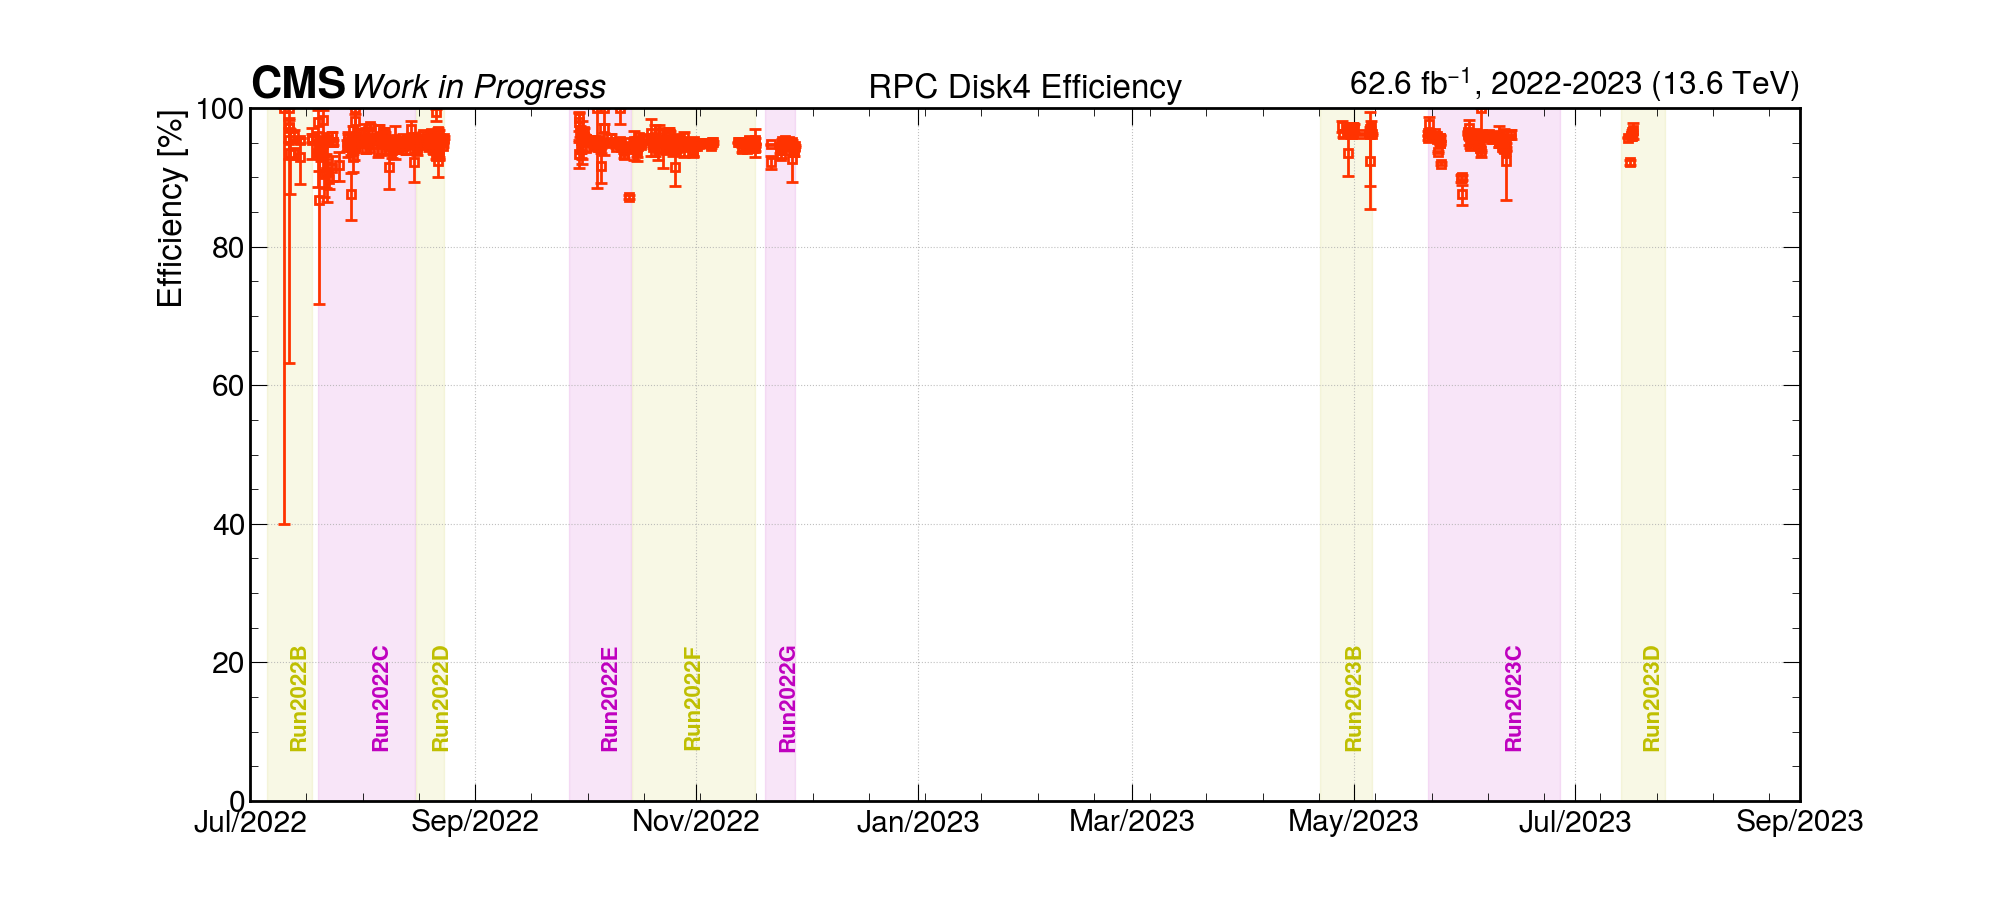 CMS Work in Progress RPC Disk4 Efficiency 62.6 fb⁻¹, 2022-2023 (13.6 TeV)
Efficiency [%]
100
80
60
40
20
0
Run2022B Run2022C Run2022D Run2022E Run2022F Run2022G Run2023B Run2023C Run2023D
Jul/2022 Sep/2022 Nov/2022 Jan/2023 Mar/2023 May/2023 Jul/2023 Sep/2023